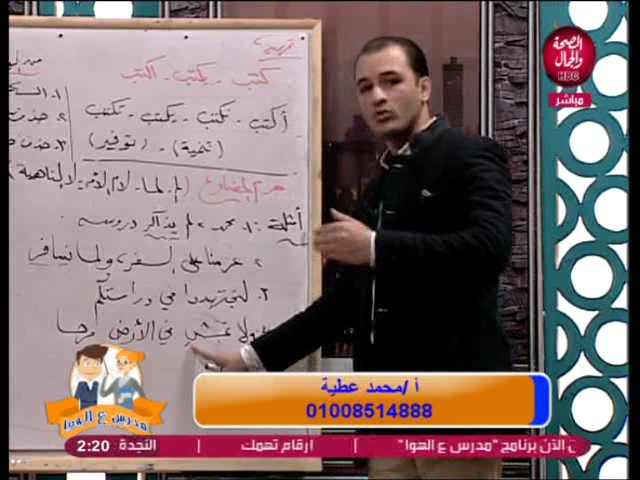 كتب - يكتب - اكتب
أكتب - نكتب - يكتب - تكتب
جزم المضارع (لم - لما - لام الأمر - لا الناهية)
أمثلة: ١. محمد لم يذاكر دروسه
٢. عزمنا على السفر، ولما نسافر
٣. لتجتهدوا في دراستكم
ولا تمش في الأرض مرحا
الصحة
والجمال
HBC
مباشر
أ /محمد عطية
01008514888
مدرس ع الهوا
2:20
النجدة | ارقام تهمك | الآن برنامج "مدرس ع الهوا"